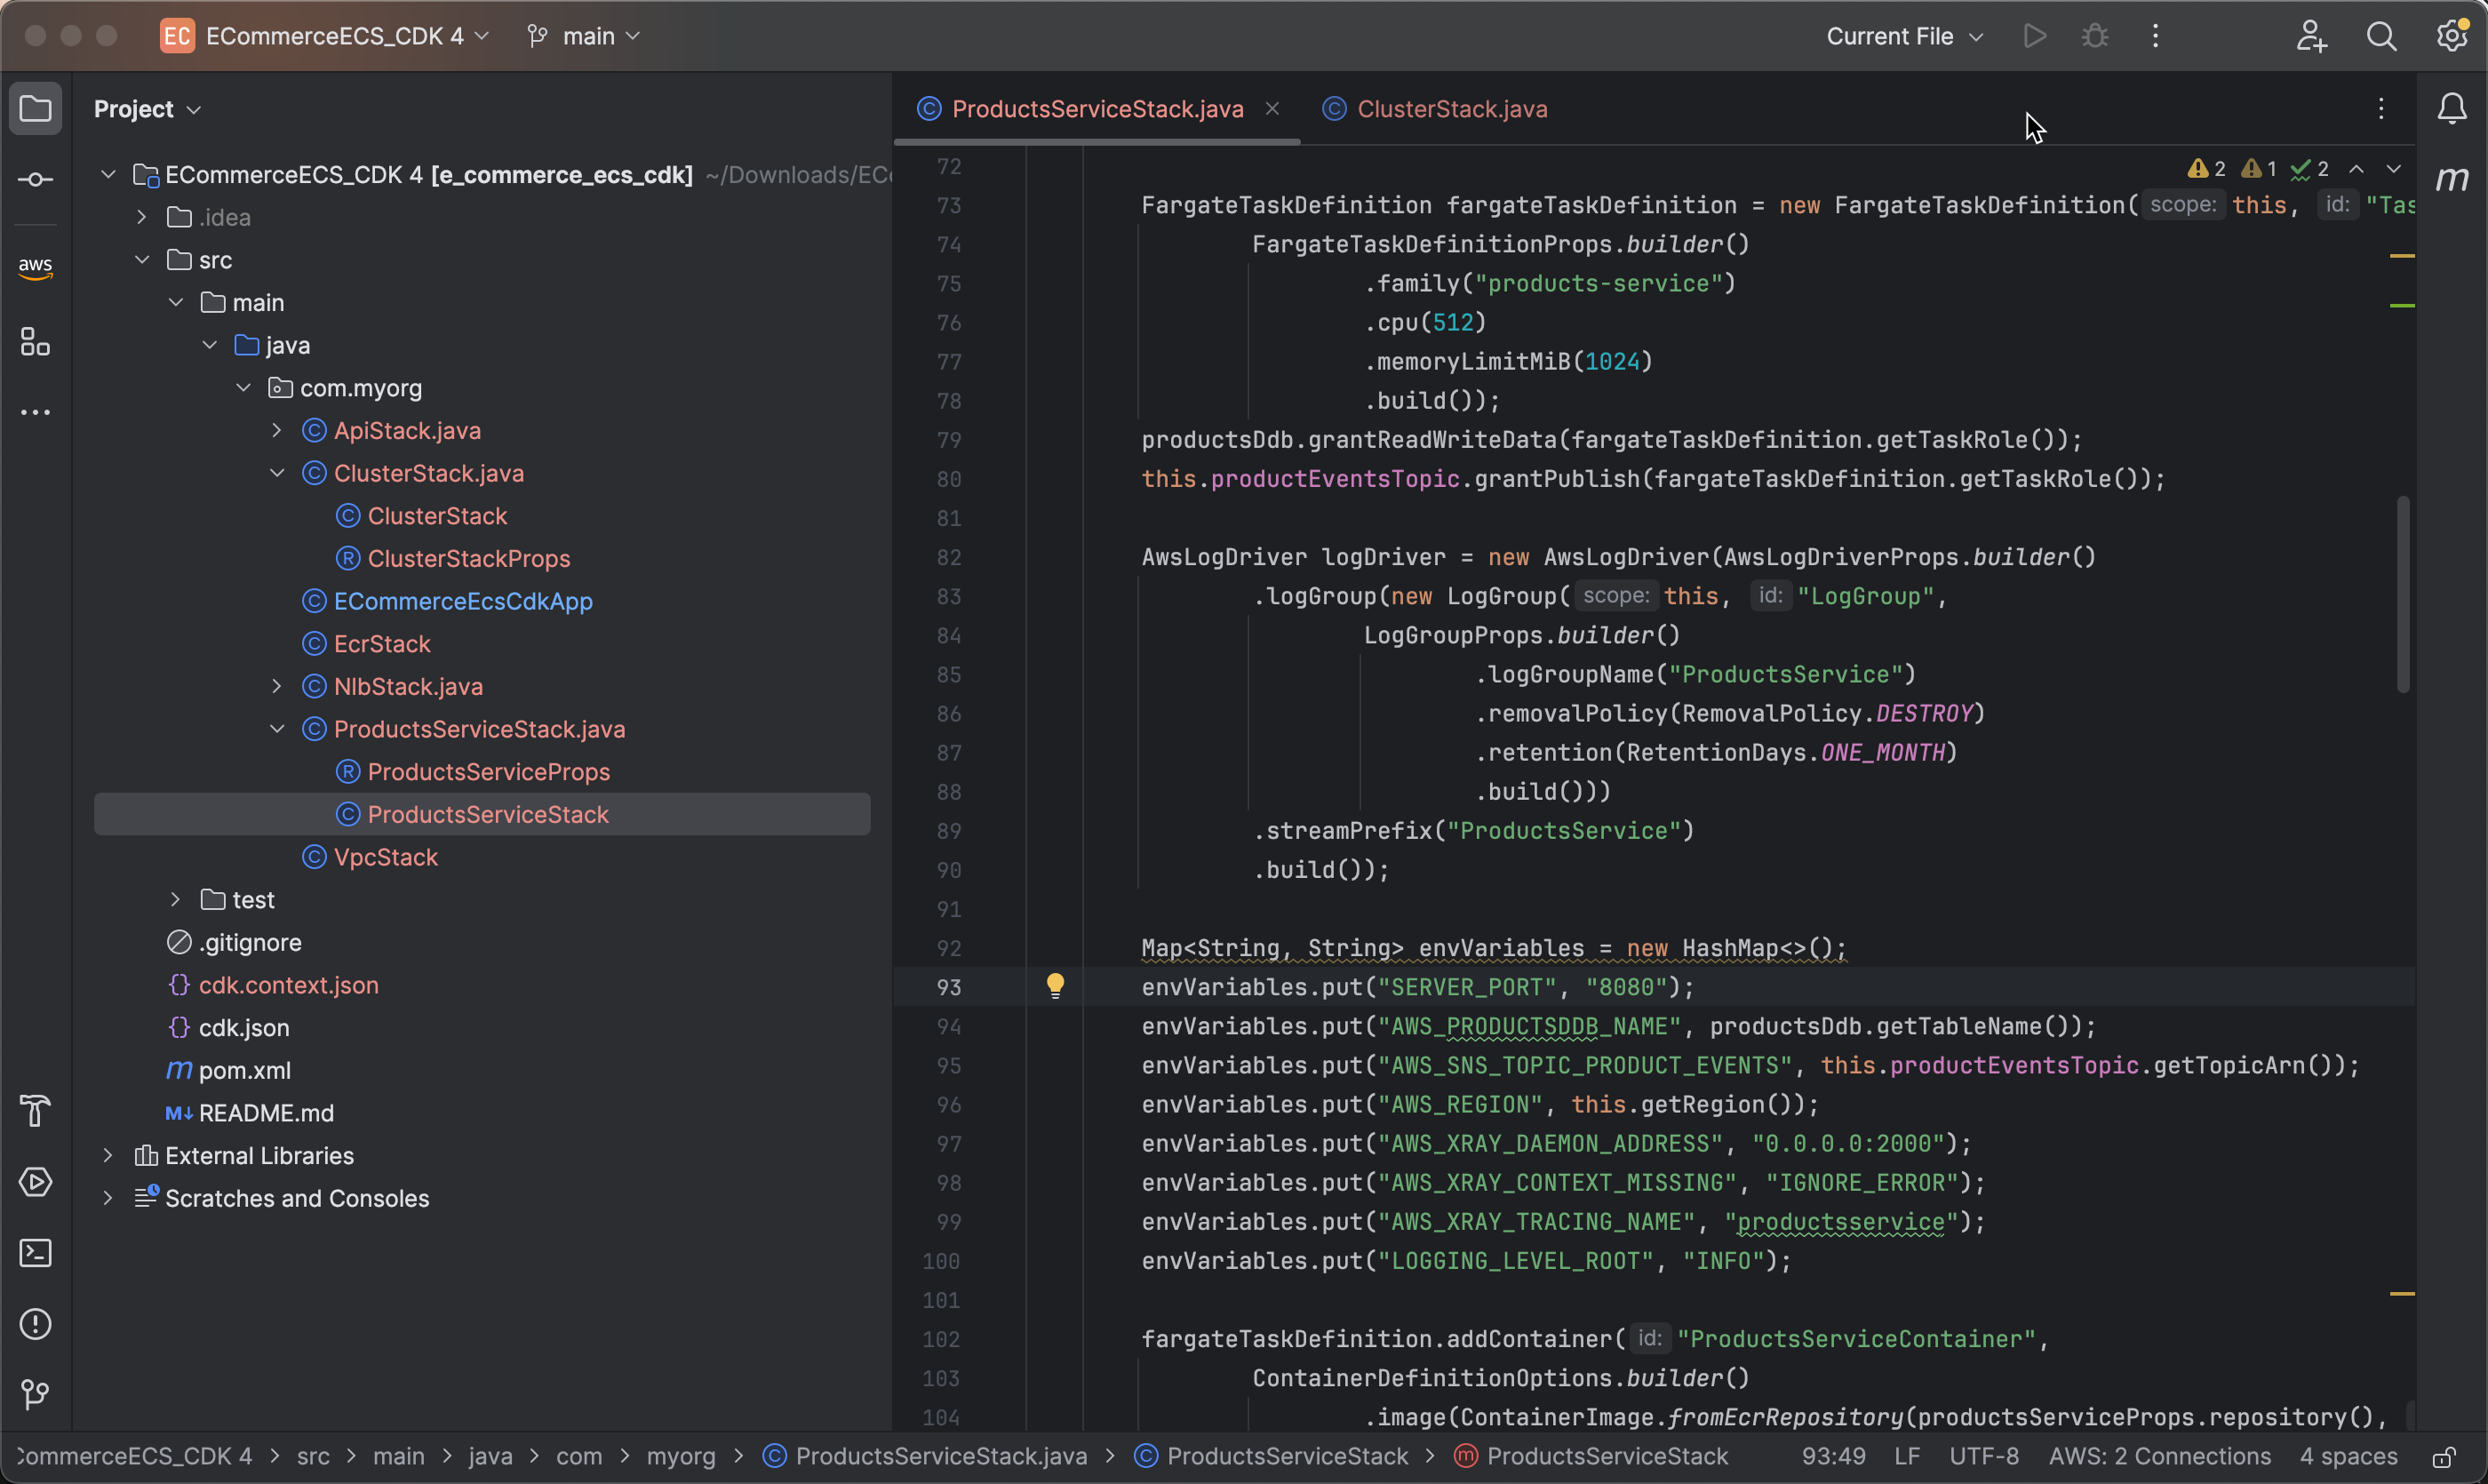 EC ECommerceECS_CDK 4 main Current File
Project
ECommerceECS_CDK 4 [e_commerce_ecs_cdk]
.idea
src
main
java
com.myorg
ApiStack.java
ClusterStack.java
ClusterStack
ClusterStackProps
ECommerceEcsCdkApp
EcrStack
NlbStack.java
ProductsServiceStack.java
ProductsServiceProps
ProductsServiceStack
VpcStack
test
.gitignore
cdk.context.json
cdk.json
pom.xml
README.md
External Libraries
Scratches and Consoles
aws
ProductsServiceStack.java ClusterStack.java
2 1 2
72
73 FargateTaskDefinition fargateTaskDefinition = new FargateTaskDefinition( scope: this, id:
74 FargateTaskDefinitionProps.builder()
75 .family("products-service")
76 .cpu(512)
77 .memoryLimitMiB(1024)
78 .build());
79 productsDdb.grantReadWriteData(fargateTaskDefinition.getTaskRole());
80 this.productEventsTopic.grantPublish(fargateTaskDefinition.getTaskRole());
81
82 AwsLogDriver logDriver = new AwsLogDriver(AwsLogDriverProps.builder()
83 .logGroup(new LogGroup( scope: this, id: "LogGroup",
84 LogGroupProps.builder()
85 .logGroupName("ProductsService")
86 .removalPolicy(RemovalPolicy.DESTROY)
87 .retention(RetentionDays.ONE_MONTH)
88 .build()))
89 .streamPrefix("ProductsService")
90 .build());
91
92 Map<String, String> envVariables = new HashMap<>();
93 envVariables.put("SERVER_PORT", "8080");
94 envVariables.put("AWS_PRODUCTSDDB_NAME", productsDdb.getTableName());
95 envVariables.put("AWS_SNS_TOPIC_PRODUCT_EVENTS", this.productEventsTopic.getTopicArn());
96 envVariables.put("AWS_REGION", this.getRegion());
97 envVariables.put("AWS_XRAY_DAEMON_ADDRESS", "0.0.0.0:2000");
98 envVariables.put("AWS_XRAY_CONTEXT_MISSING", "IGNORE_ERROR");
99 envVariables.put("AWS_XRAY_TRACING_NAME", "productsservice");
100 envVariables.put("LOGGING_LEVEL_ROOT", "INFO");
101
102 fargateTaskDefinition.addContainer( id: "ProductsServiceContainer",
103 ContainerDefinitionOptions.builder()
104 .image(ContainerImage.fromEcrRepository(productsServiceProps.repository(),
CommerceECS_CDK 4 > src > main > java > com > myorg > ProductsServiceStack.java > ProductsServiceStack > ProductsServiceStack 93:49 LF UTF-8 AWS: 2 Connections 4 spaces